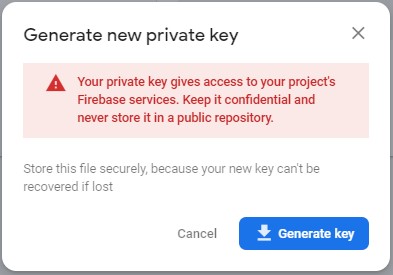 Generate new private key
Your private key gives access to your project's
Firebase services. Keep it confidential and
never store it in a public repository.
Store this file securely, because your new key can't be
recovered if lost
Cancel
Generate key